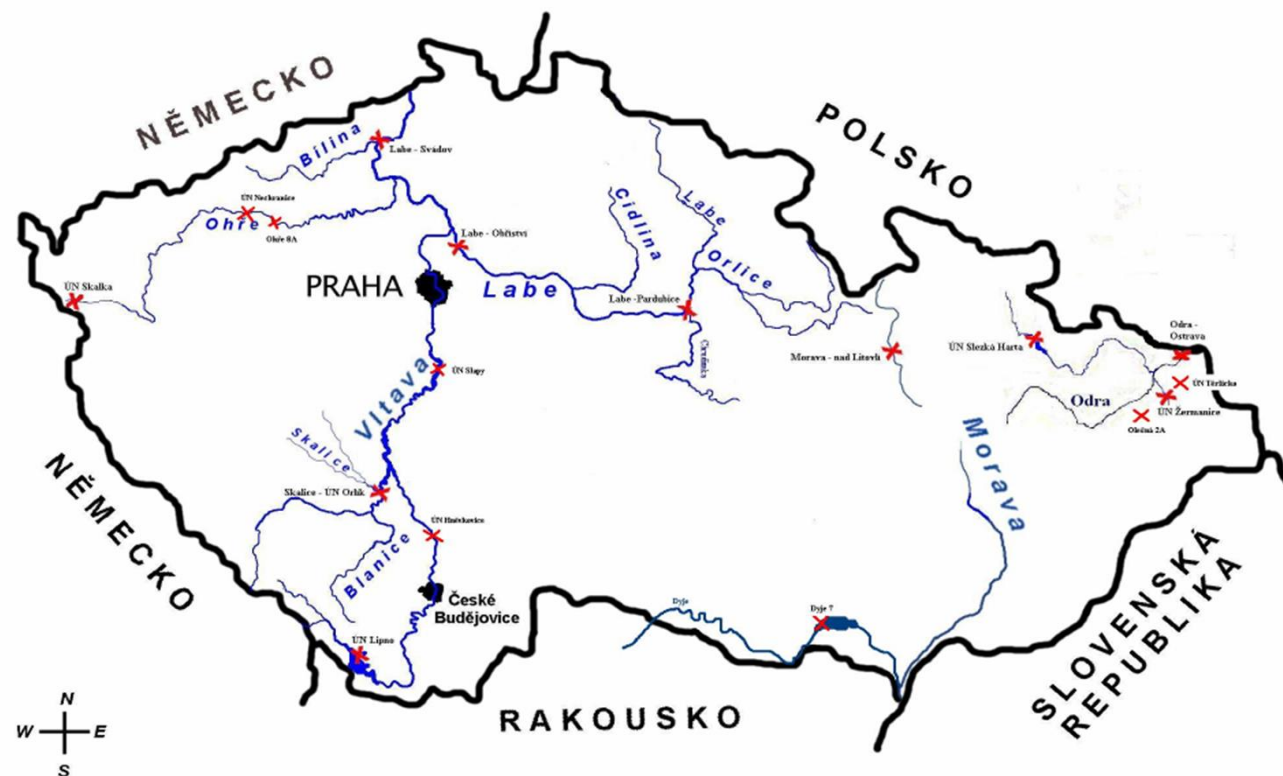 NĚMECKO
POLSKO
Bílina
Labe - Svádov
ÚN Nechranice
Ohře
Ohře 8A
Cidlina
Labe
Orlice
Labe - Obříství
ÚN Skalka
PRAHA
Labe
Labe - Pardubice
Morava - nad Litovlí
ÚN Slezká Harta
Odra -
Ostrava
ÚN Slapy
ÚN Těrlicko
Odra
ÚN Žermanice
Olešná 2A
Vltava
Skalice
Morava
NĚMECKO
Skalice - ÚN Orlík
ÚN Hněvkovice
Blanice
České
Budějovice
Dyje
Dyje 7
ÚN Lipno
SLOVENSKÁ
REPUBLIKA
RAKOUSKO
N
W
E
S